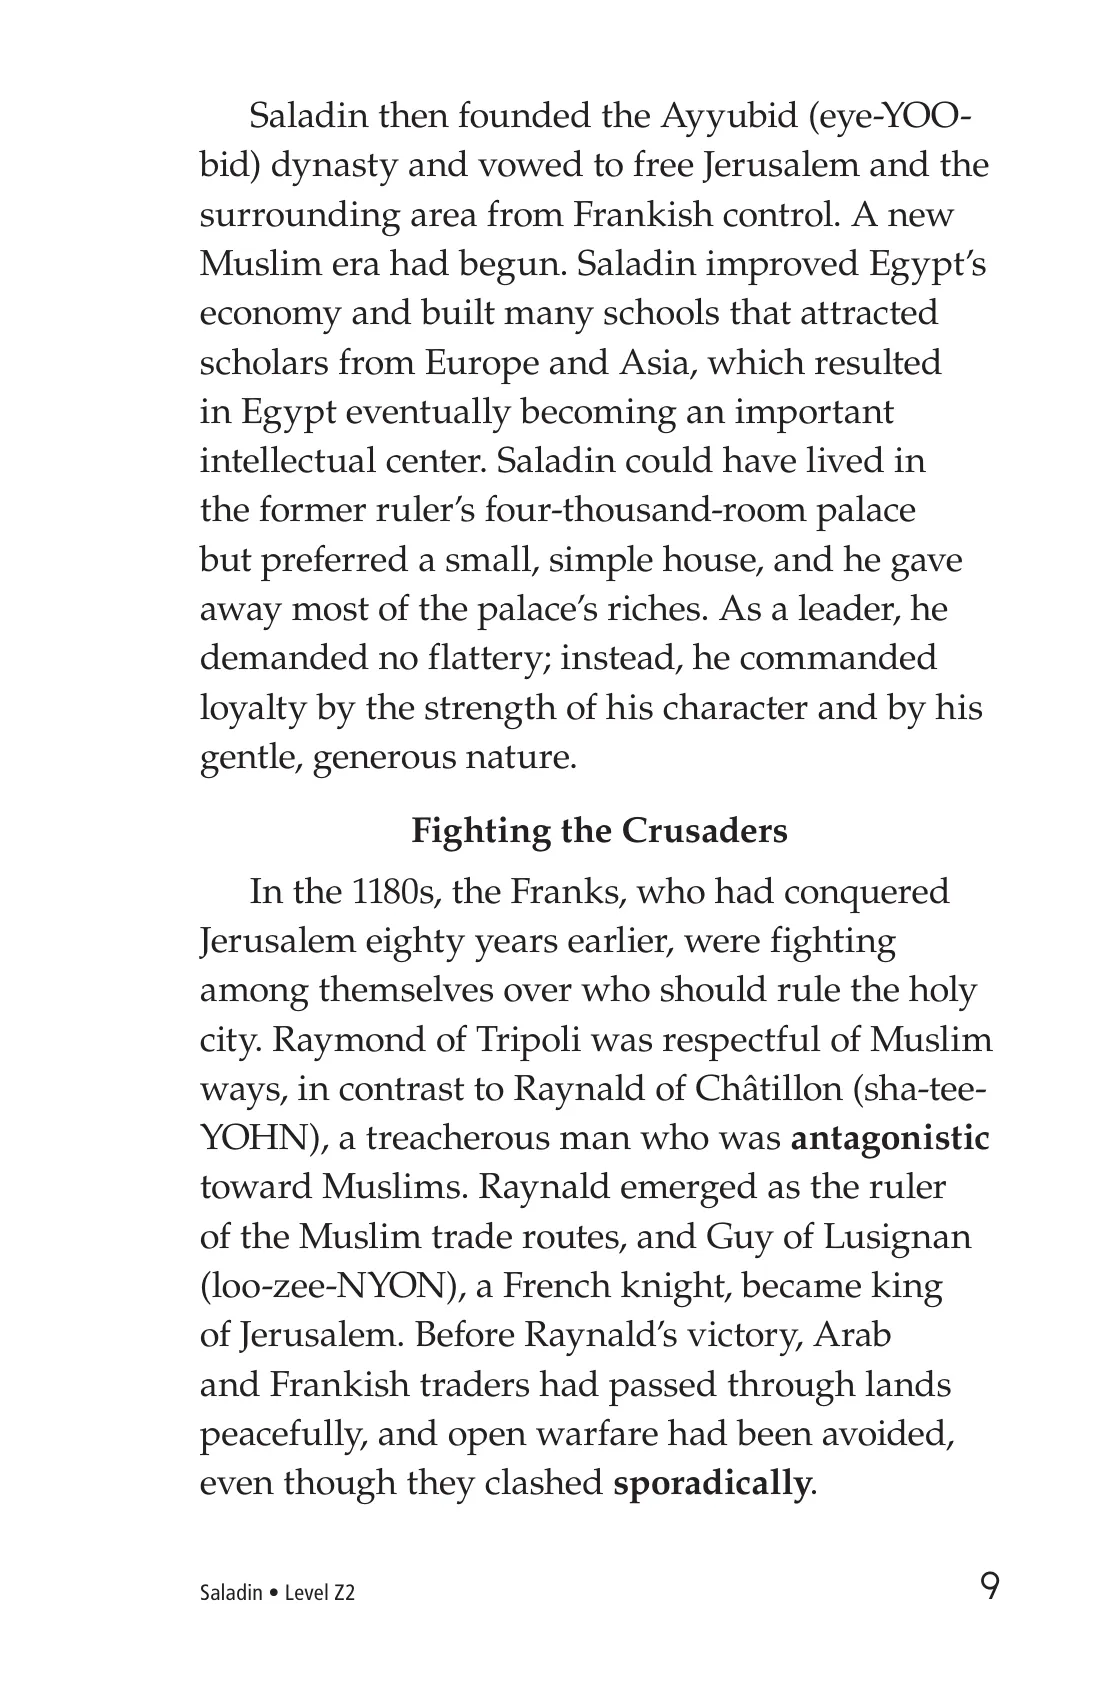 Saladin then founded the Ayyubid (eye-YOO-
bid) dynasty and vowed to free Jerusalem and the
surrounding area from Frankish control. A new
Muslim era had begun. Saladin improved Egypt’s
economy and built many schools that attracted
scholars from Europe and Asia, which resulted
in Egypt eventually becoming an important
intellectual center. Saladin could have lived in
the former ruler’s four-thousand-room palace
but preferred a small, simple house, and he gave
away most of the palace’s riches. As a leader, he
demanded no flattery; instead, he commanded
loyalty by the strength of his character and by his
gentle, generous nature.
Fighting the Crusaders
In the 1180s, the Franks, who had conquered
Jerusalem eighty years earlier, were fighting
among themselves over who should rule the holy
city. Raymond of Tripoli was respectful of Muslim
ways, in contrast to Raynald of Châtillon (sha-tee-
YOHN), a treacherous man who was antagonistic
toward Muslims. Raynald emerged as the ruler
of the Muslim trade routes, and Guy of Lusignan
(loo-zee-NYON), a French knight, became king
of Jerusalem. Before Raynald’s victory, Arab
and Frankish traders had passed through lands
peacefully, and open warfare had been avoided,
even though they clashed sporadically.
Saladin • Level Z2
9